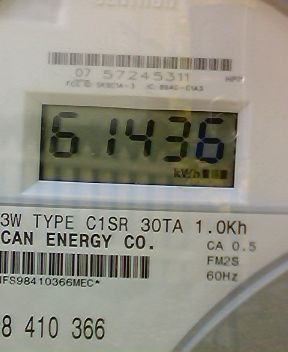 07 57245311
61436
kWh
3W TYPE C1SR 30TA 1.0Kh
CAN ENERGY CO.
CA 0.5
FM2S
60Hz
IFS98410366MEC*
8 410 366